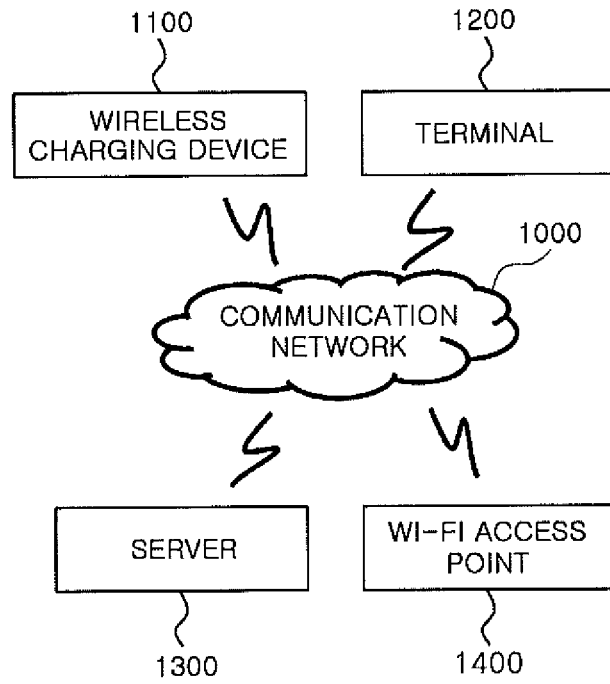 1100
1200
WIRELESS
CHARGING DEVICE
TERMINAL
1000
COMMUNICATION
NETWORK
SERVER
WI-FI ACCESS
POINT
1300
1400